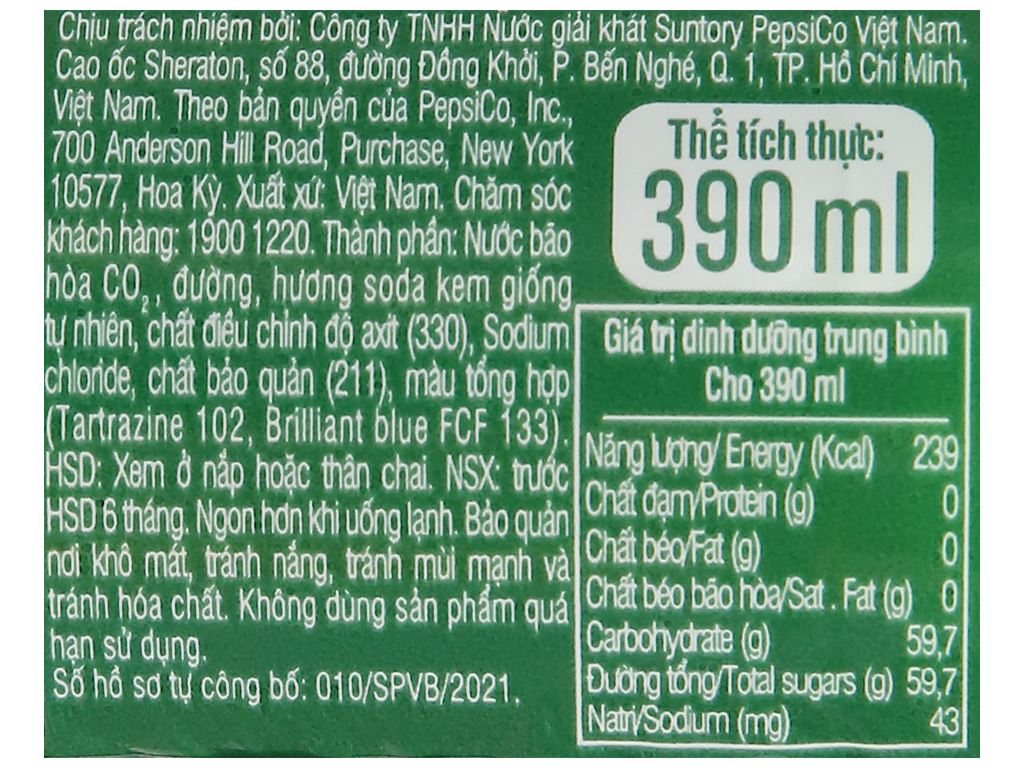 Chịu trách nhiệm bởi: Công ty TNHH Nước giải khát Suntory PepsiCo Việt Nam.
Cao ốc Sheraton, số 88, đường Đồng Khởi, P. Bến Nghé, Q. 1, TP. Hồ Chí Minh,
Việt Nam. Theo bản quyền của PepsiCo, Inc.,
700 Anderson Hill Road, Purchase, New York
10577, Hoa Kỳ. Xuất xứ: Việt Nam. Chăm sóc
khách hàng: 1900 1220. Thành phần: Nước bão
hòa CO₂, đường, hương soda kem giống
tự nhiên, chất điều chỉnh độ axít (330), Sodium
chloride, chất bảo quản (211), màu tổng hợp
(Tartrazine 102, Brilliant blue FCF 133).
HSD: Xem ở nắp hoặc thân chai. NSX: trước
HSD 6 tháng. Ngon hơn khi uống lạnh. Bảo quản
nơi khô mát, tránh nắng, tránh mùi mạnh và
tránh hóa chất. Không dùng sản phẩm quá
hạn sử dụng.
Số hồ sơ tự công bố: 010/SPVB/2021.
Thể tích thực:
390 ml
Giá trị dinh dưỡng trung bình
Cho 390 ml
Năng lượng/ Energy (Kcal) 239
Chất đạm/Protein (g) 0
Chất béo/Fat (g) 0
Chất béo bão hòa/Sat . Fat (g) 0
Carbohydrate (g) 59,7
Đường tổng/Total sugars (g) 59,7
Natri/Sodium (mg) 43